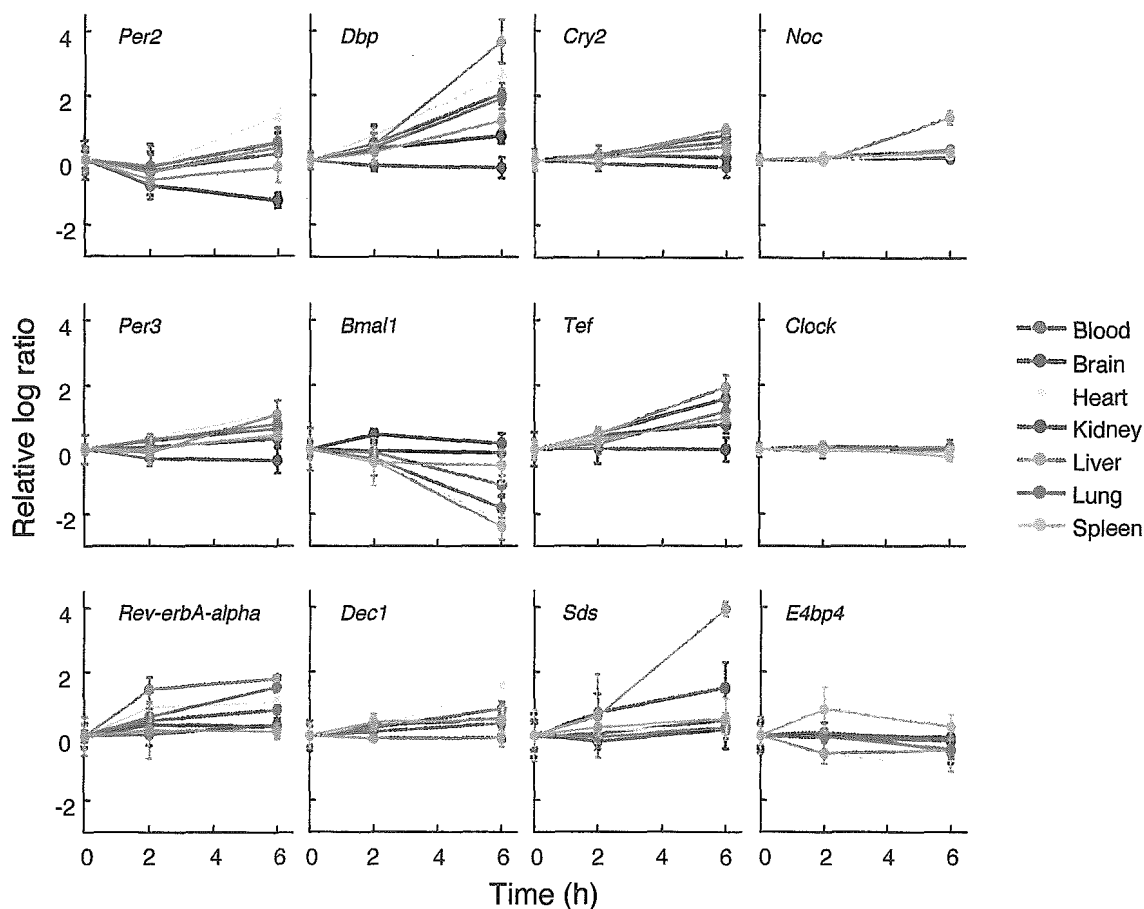 Per2 Dbp Cry2 Noc
4
2
0
-2
Per3 Bmal1 Tef Clock
4
2
0
-2
Rev-erbA-alpha Dec1 Sds E4bp4
4
2
0
-2
0 2 4 6 0 2 4 6 0 2 4 6 0 2 4 6
Time (h)
Relative log ratio
Blood
Brain
Heart
Kidney
Liver
Lung
Spleen